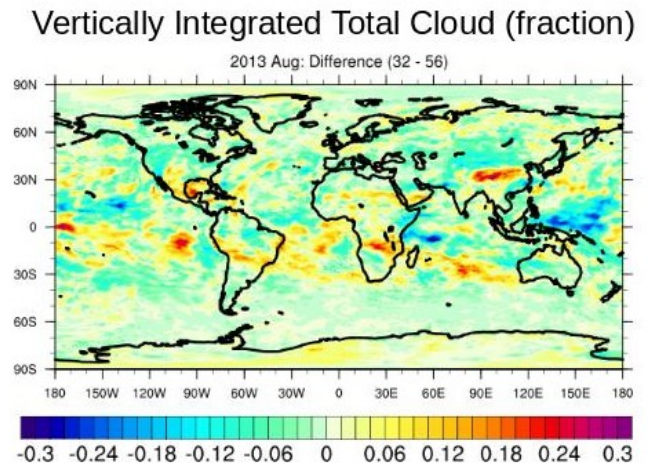 Vertically Integrated Total Cloud (fraction)
2013 Aug: Difference (32 - 56)
90N
60N
30N
0
30S
60S
90S
180 150W 120W 90W 60W 30W 0 30E 60E 90E 120E 150E 180
-0.3 -0.24 -0.18 -0.12 -0.06 0 0.06 0.12 0.18 0.24 0.3